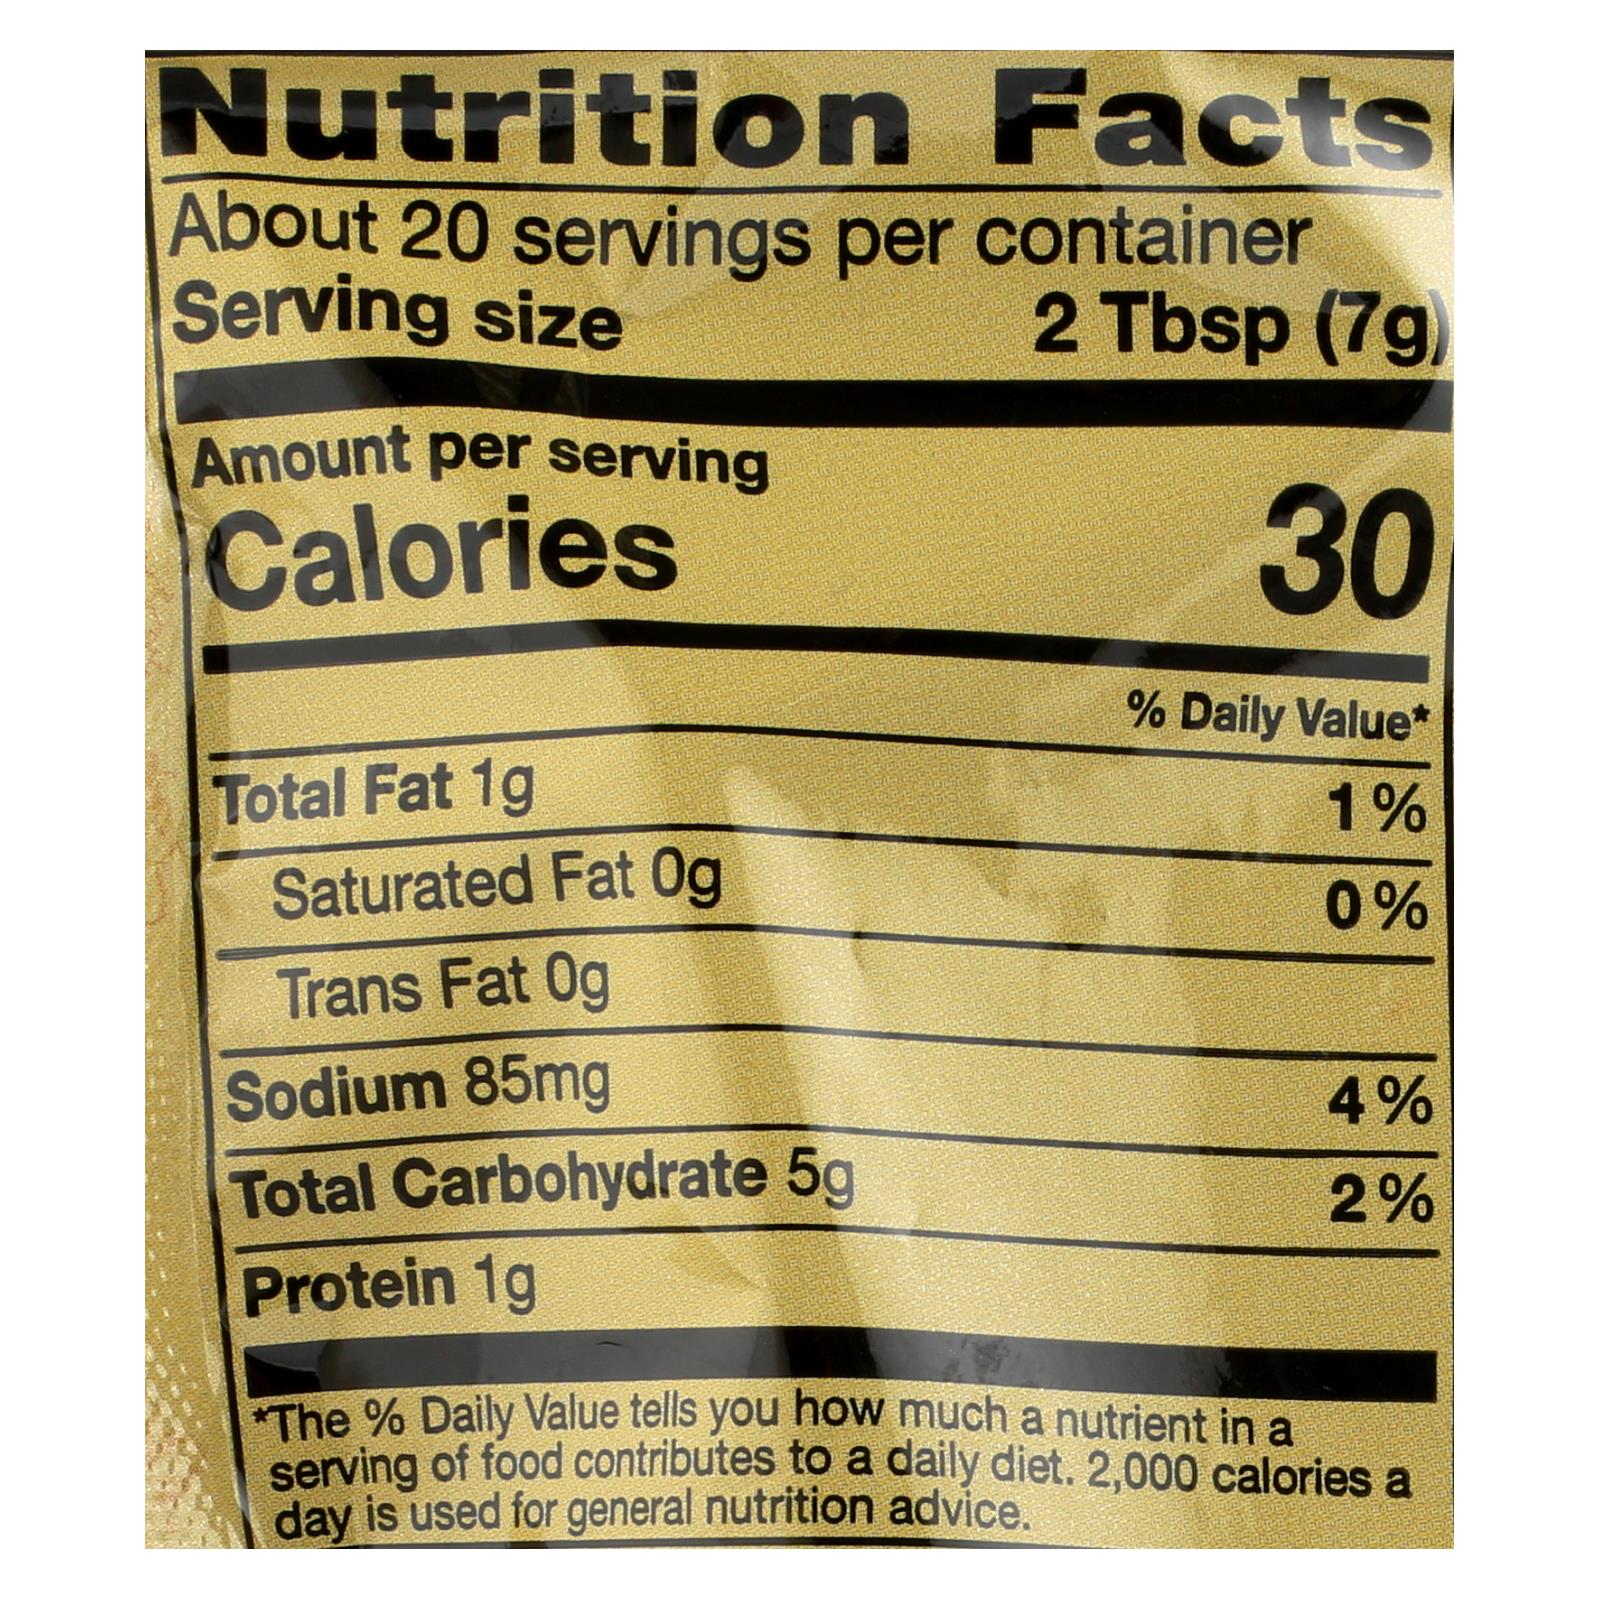 Nutrition Facts
About 20 servings per container
Serving size 2 Tbsp (7g)
Amount per serving
Calories 30
% Daily Value*
Total Fat 1g 1%
Saturated Fat 0g 0%
Trans Fat 0g
Sodium 85mg 4%
Total Carbohydrate 5g 2%
Protein 1g
*The % Daily Value tells you how much a nutrient in a
serving of food contributes to a daily diet. 2,000 calories a
day is used for general nutrition advice.